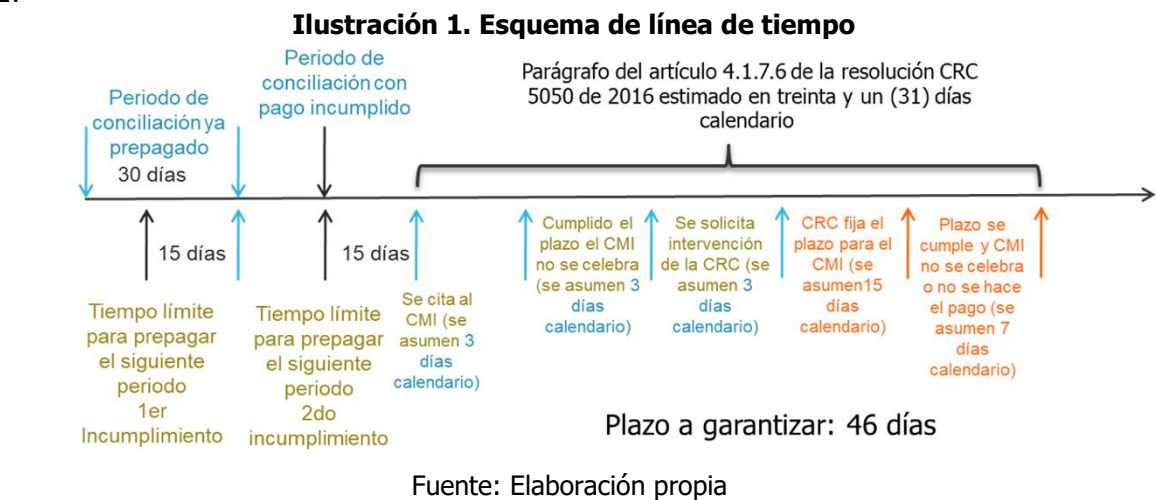 Ilustración 1. Esquema de línea de tiempo
Periodo de
conciliación ya
prepagado
30 días
Periodo de
conciliación con
pago incumplido
Parágrafo del artículo 4.1.7.6 de la resolución CRC
5050 de 2016 estimado en treinta y un (31) días
calendario
15 días
15 días
Tiempo límite
para prepagar
el siguiente
periodo
1er
Incumplimiento
Tiempo límite
para prepagar
el siguiente
periodo
2do
incumplimiento
Se cita al
CMI (se
asumen 3
días
calendario)
Cumplido el
plazo el CMI
no se celebra
(se asumen 3
días
calendario)
Se solicita
intervención
de la CRC (se
asumen 3
días
calendario)
CRC fija el
plazo para el
CMI (se
asumen15
días
calendario)
Plazo se
cumple y CMI
no se celebra
o no se hace
el pago (se
asumen 7
días
calendario)
Plazo a garantizar: 46 días
Fuente: Elaboración propia